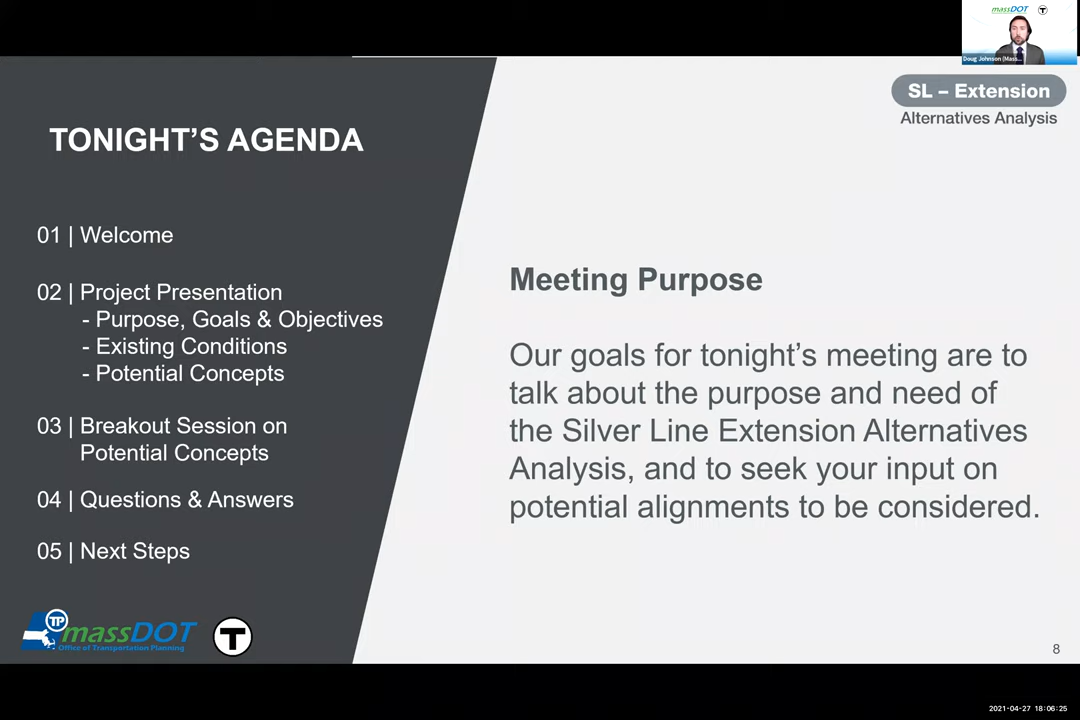 massDOT T
Doug Johnson (Mass...
SL – Extension
Alternatives Analysis
TONIGHT’S AGENDA
01 | Welcome
02 | Project Presentation
- Purpose, Goals & Objectives
- Existing Conditions
- Potential Concepts
03 | Breakout Session on
Potential Concepts
04 | Questions & Answers
05 | Next Steps
TP
massDOT
Office of Transportation Planning
T
Meeting Purpose
Our goals for tonight’s meeting are to
talk about the purpose and need of
the Silver Line Extension Alternatives
Analysis, and to seek your input on
potential alignments to be considered.
8
2021-04-27 18:06:25